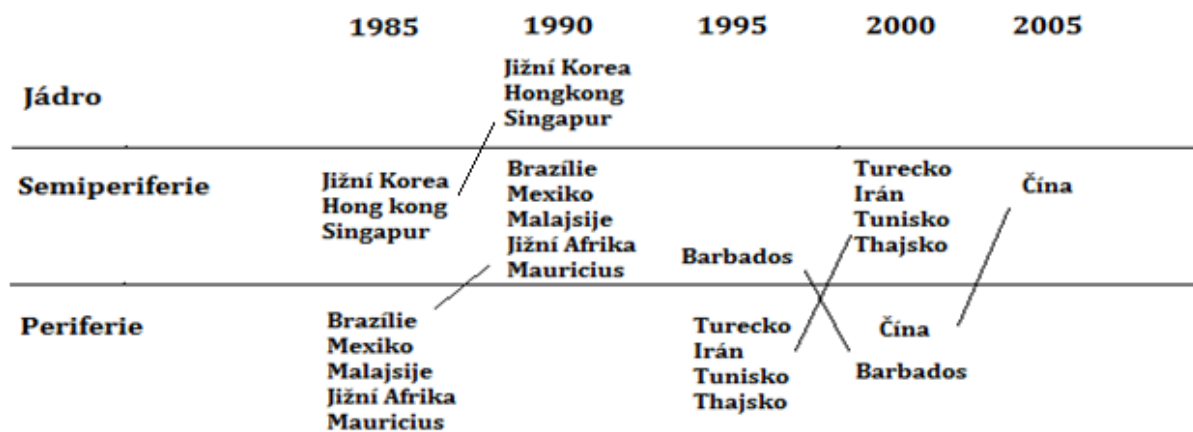 1985 1990 1995 2000 2005
Jádro
Jižní Korea
Hongkong
Singapur
Semiperiferie
Jižní Korea
Hong kong
Singapur
Brazílie
Mexiko
Malajsije
Jižní Afrika
Mauricius
Barbados
Turecko
Irán
Tunisko
Thajsko
Čína
Periferie
Brazílie
Mexiko
Malajsije
Jižní Afrika
Mauricius
Turecko
Irán
Tunisko
Thajsko
Čína
Barbados